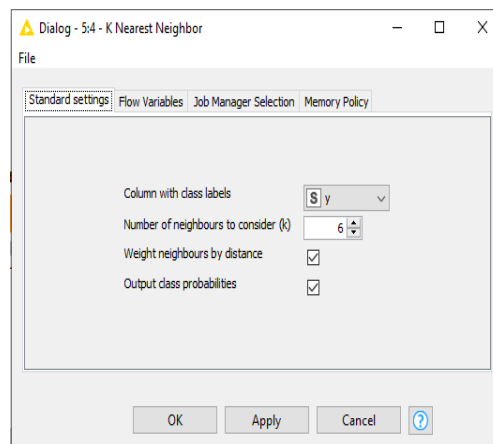 Dialog - 5:4 - K Nearest Neighbor
File
Standard settings Flow Variables Job Manager Selection Memory Policy
Column with class labels S y
Number of neighbours to consider (k) 6
Weight neighbours by distance
Output class probabilities
OK Apply Cancel ?